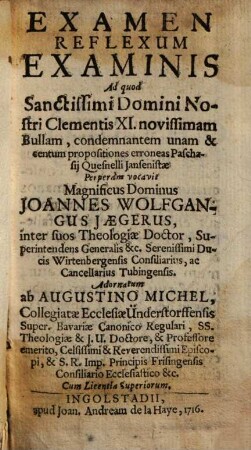 EXAMEN
REFLEXUM
EXAMINIS
Ad quod
Sanctissimi Domini No-
stri Clementis XI. novissimam
Bullam, condemnantem unam &
centum propositiones erroneas Pascha-
sij Quesnelli Jansenistæ
Perperàm vocavit
Magnificus Dominus
JOANNES WOLFGAN-
GUS JÆGERUS,
inter suos Theologiæ Doctor, Su-
perintendens Generalis &c. Serenissimi Du-
cis Wirtenbergensis Consiliarius, ac
Cancellarius Tubingensis.
Adornatum
ab AUGUSTINO MICHEL,
Collegiatæ Ecclesiæ Understorffensis
Super. Bavariæ Canonico Regulari, SS.
Theologiæ & J. U. Doctore, & Professore
emerito, Celsissimi & Reverendissimi Episco-
pi, & S. R. Imp. Principis Frisingensis
Consiliario Ecclesiastico &c.
Cum Licentia Superiorum.
INGOLSTADII,
apud Joan. Andream de la Haye, 1716.